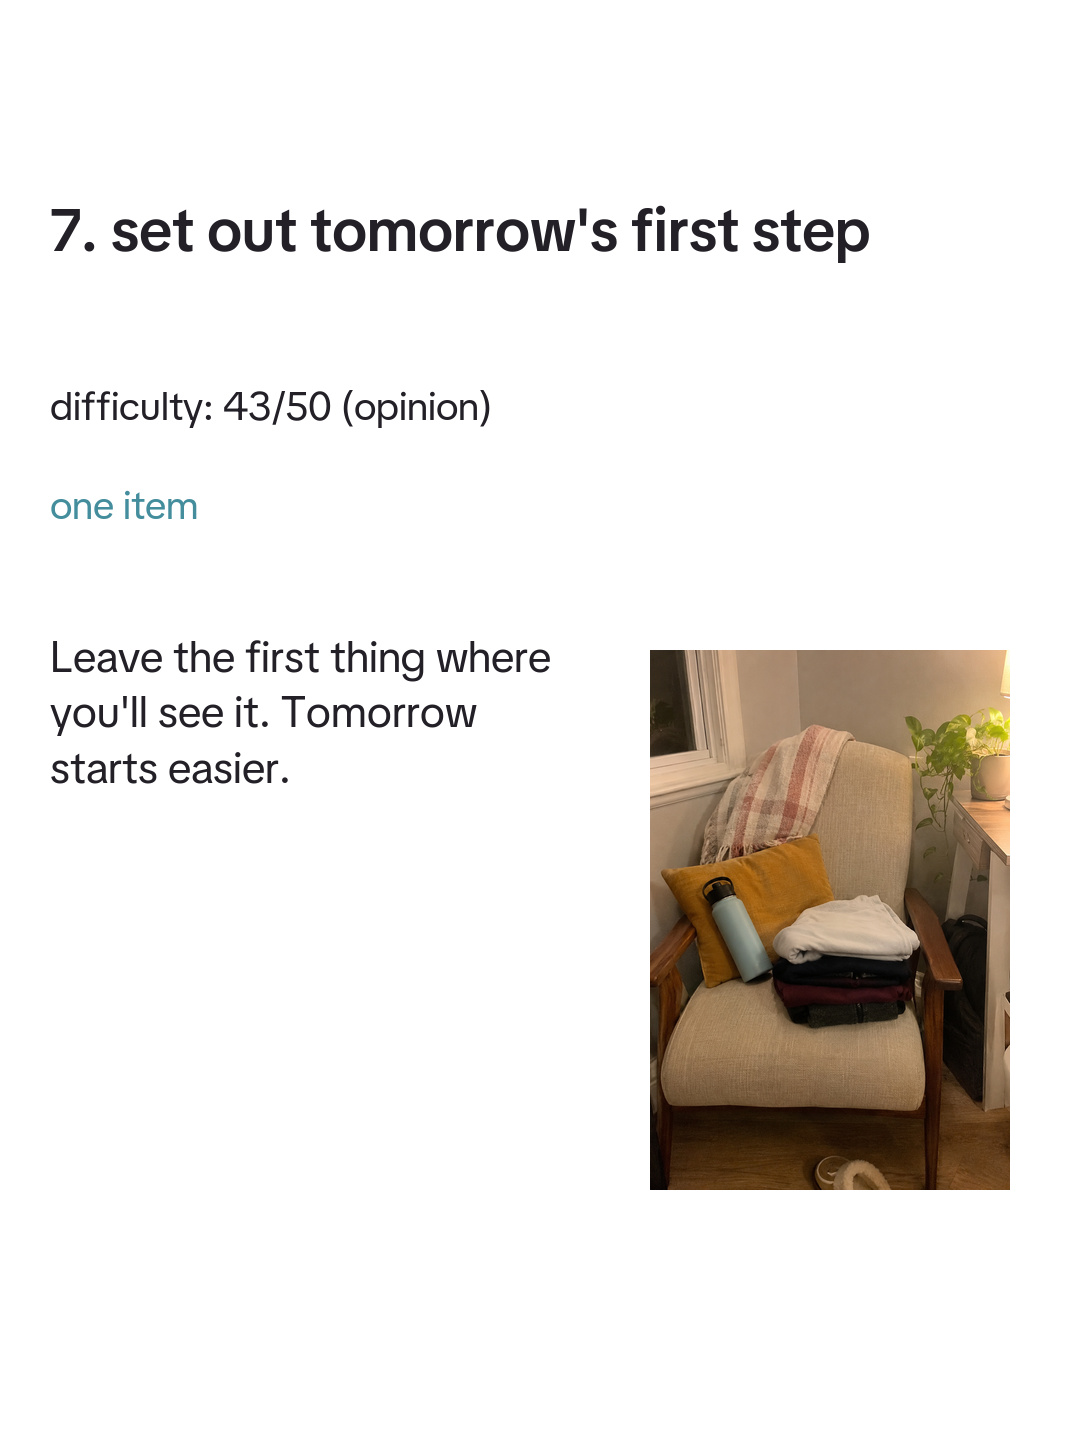 7. set out tomorrow's first step
difficulty: 43/50 (opinion)
one item
Leave the first thing where
you'll see it. Tomorrow
starts easier.